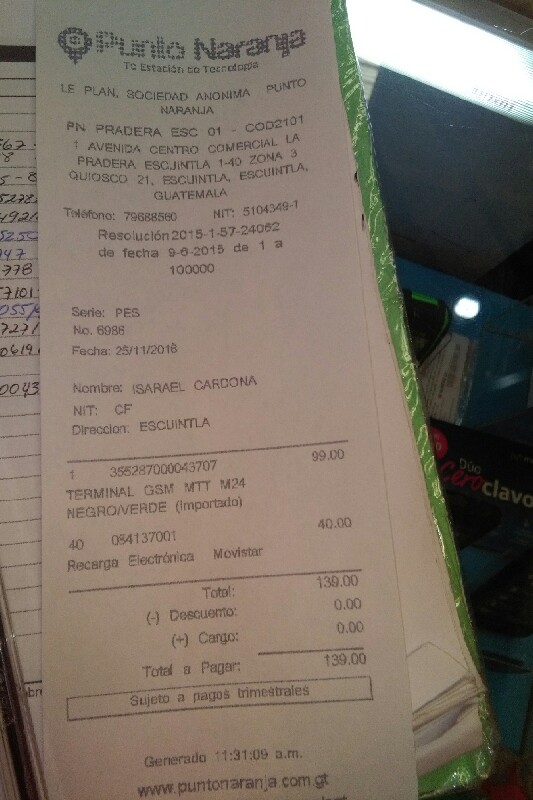 Punto Naranja
Tu Estación de Tecnología
LE PLAN, SOCIEDAD ANONIMA PUNTO
NARANJA
PN PRADERA ESC 01 - COD2101
1 AVENIDA CENTRO COMERCIAL LA
PRADERA ESCUINTLA 1-40 ZONA 3
QUIOSCO 21, ESCUINTLA, ESCUINTLA,
GUATEMALA
Teléfono: 79688560 NIT: 5104349-1
Resolución 2015-1-57-24062
de fecha 9-6-2015 de 1 a
100000
Serie: PES
No. 6986
Fecha: 25/11/2018
Nombre: ISARAEL CARDONA
NIT: CF
Direccion: ESCUINTLA
1 355287000043707 99.00
TERMINAL GSM MTT M24
NEGRO/VERDE (Importado)
40 084137001 40.00
Recarga Electrónica Movistar
Total: 139.00
(-) Descuento: 0.00
(+) Cargo: 0.00
Total a Pagar: 139.00
Sujeto a pagos trimestrales
Generado 11:31:09 a.m.
www.puntonaranja.com.gt
Dúo
Ceroclavo
778